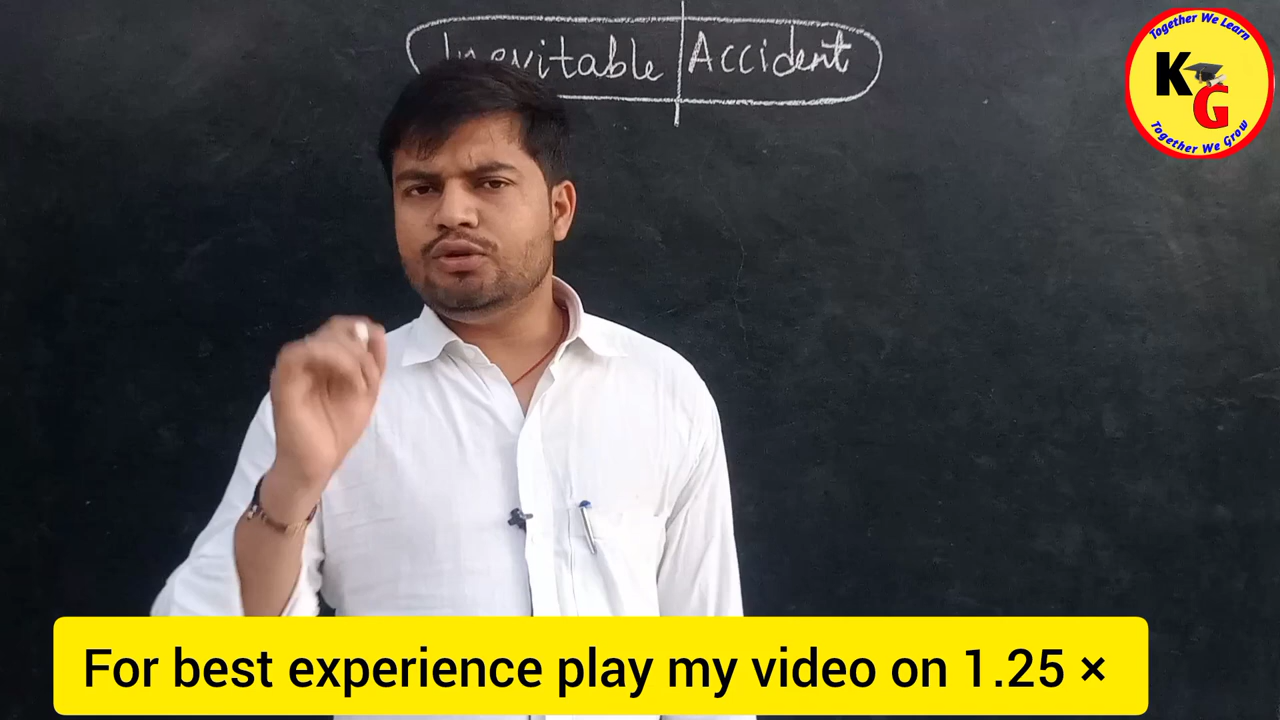 Inevitable Accident
Together We Learn
KG
Together We Grow
For best experience play my video on 1.25 ×